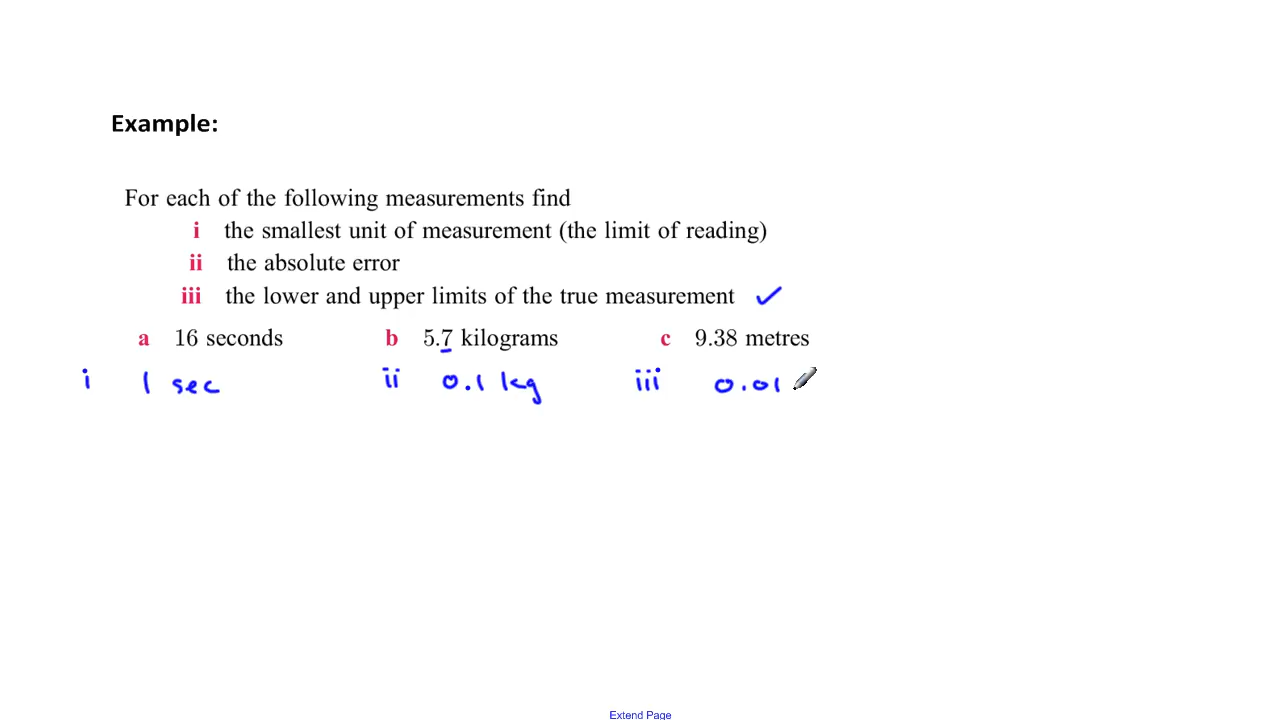 Example:
For each of the following measurements find
i the smallest unit of measurement (the limit of reading)
ii the absolute error
iii the lower and upper limits of the true measurement
a 16 seconds b 5.7 kilograms c 9.38 metres
i 1 sec ii 0.1 kg iii 0.01
Extend Page